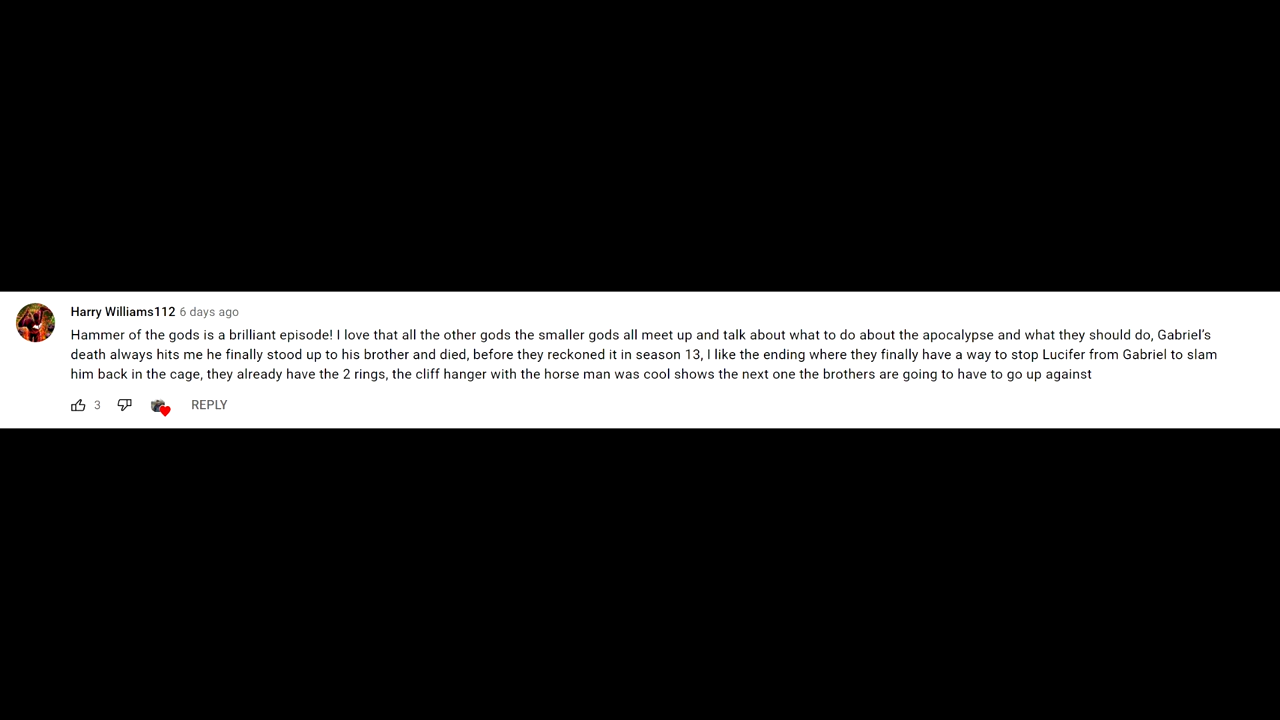 Harry Williams112 6 days ago
Hammer of the gods is a brilliant episode! I love that all the other gods the smaller gods all meet up and talk about what to do about the apocalypse and what they should do, Gabriel's
death always hits me he finally stood up to his brother and died, before they reckoned it in season 13, I like the ending where they finally have a way to stop Lucifer from Gabriel to slam
him back in the cage, they already have the 2 rings, the cliff hanger with the horse man was cool shows the next one the brothers are going to have to go up against
3 REPLY